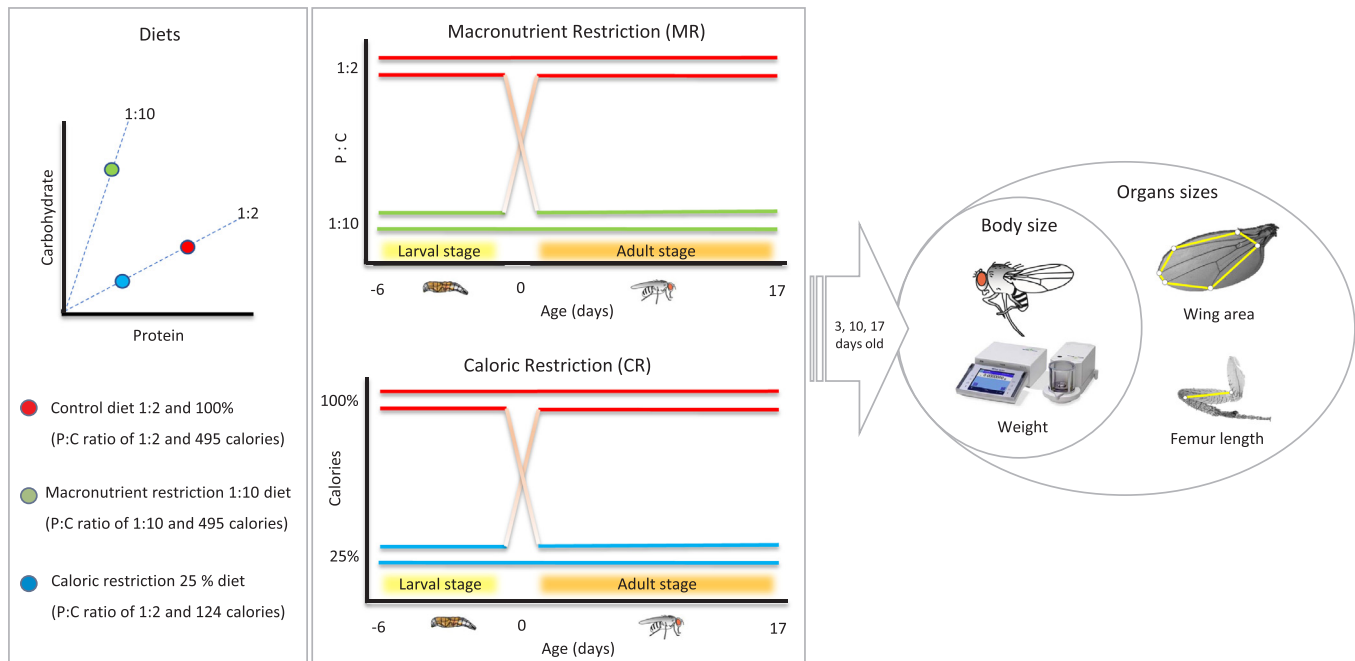 Diets
1:10
1:2
Carbohydrate
Protein
Control diet 1:2 and 100%
(P:C ratio of 1:2 and 495 calories)
Macronutrient restriction 1:10 diet
(P:C ratio of 1:10 and 495 calories)
Caloric restriction 25 % diet
(P:C ratio of 1:2 and 124 calories)
Macronutrient Restriction (MR)
1:2
P : C
1:10
Larval stage
Adult stage
-6
0
17
Age (days)
Caloric Restriction (CR)
100%
Calories
25%
Larval stage
Adult stage
-6
0
17
Age (days)
3, 10, 17
days old
Body size
Weight
Organs sizes
Wing area
Femur length